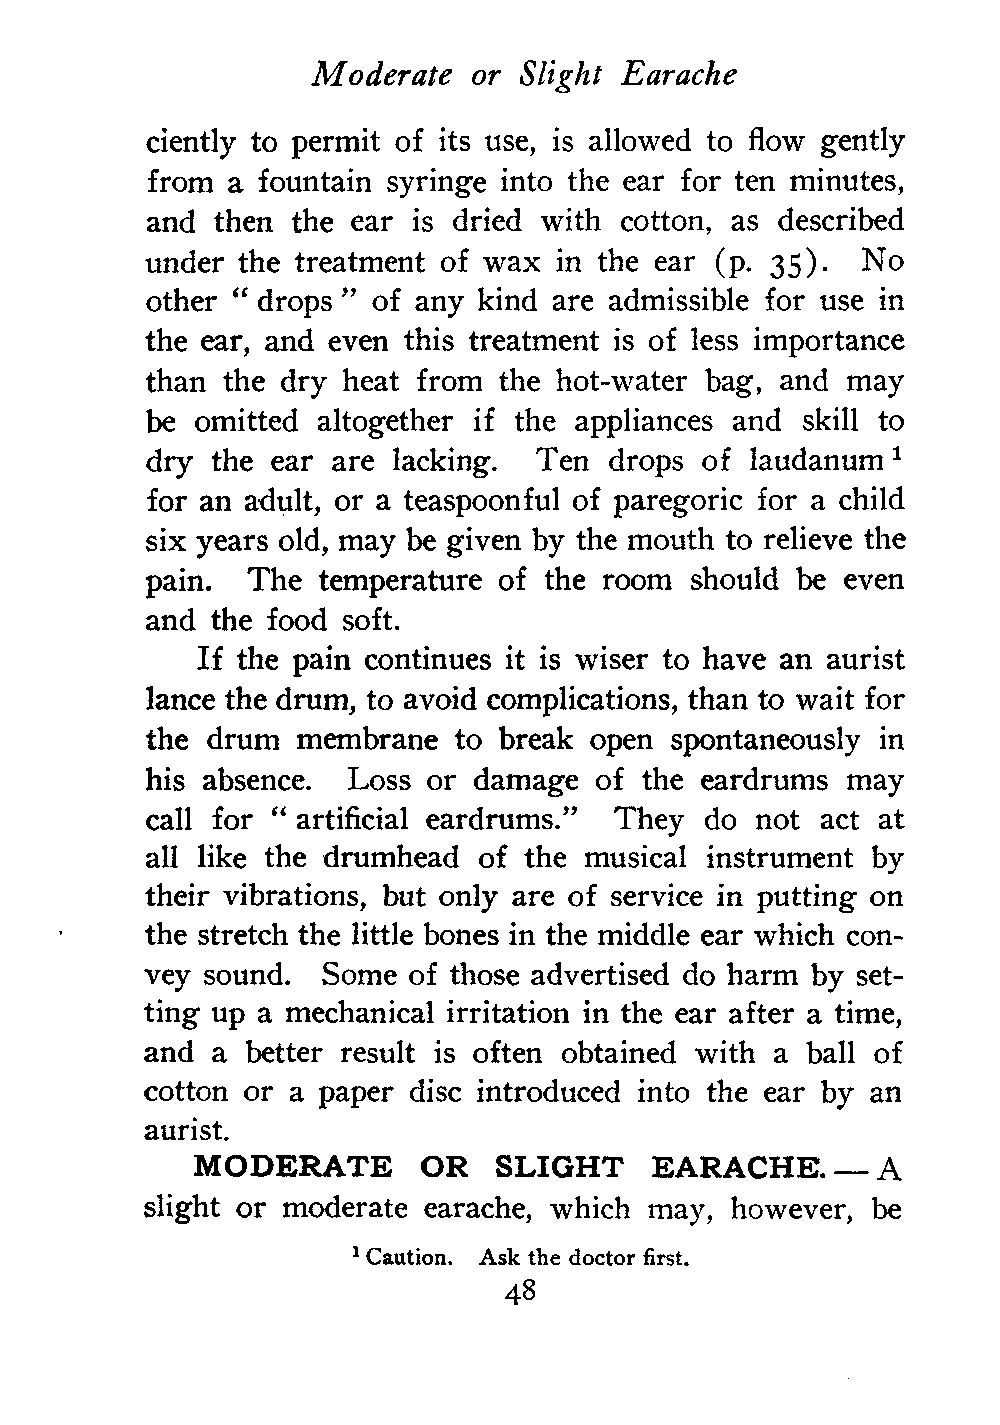 Moderate or Slight Earache
ciently to permit of its use, is allowed to flow gently
from a fountain syringe into the ear for ten minutes,
and then the ear is dried with cotton, as described
under the treatment of wax in the ear (p. 35). No
other “ drops ” of any kind are admissible for use in
the ear, and even this treatment is of less importance
than the dry heat from the hot-water bag, and may
be omitted altogether if the appliances and skill to
dry the ear are lacking. Ten drops of laudanum ¹
for an adult, or a teaspoonful of paregoric for a child
six years old, may be given by the mouth to relieve the
pain. The temperature of the room should be even
and the food soft.
If the pain continues it is wiser to have an aurist
lance the drum, to avoid complications, than to wait for
the drum membrane to break open spontaneously in
his absence. Loss or damage of the eardrums may
call for “ artificial eardrums.” They do not act at
all like the drumhead of the musical instrument by
their vibrations, but only are of service in putting on
the stretch the little bones in the middle ear which con-
vey sound. Some of those advertised do harm by set-
ting up a mechanical irritation in the ear after a time,
and a better result is often obtained with a ball of
cotton or a paper disc introduced into the ear by an
aurist.
MODERATE OR SLIGHT EARACHE. — A
slight or moderate earache, which may, however, be
¹ Caution. Ask the doctor first.
48